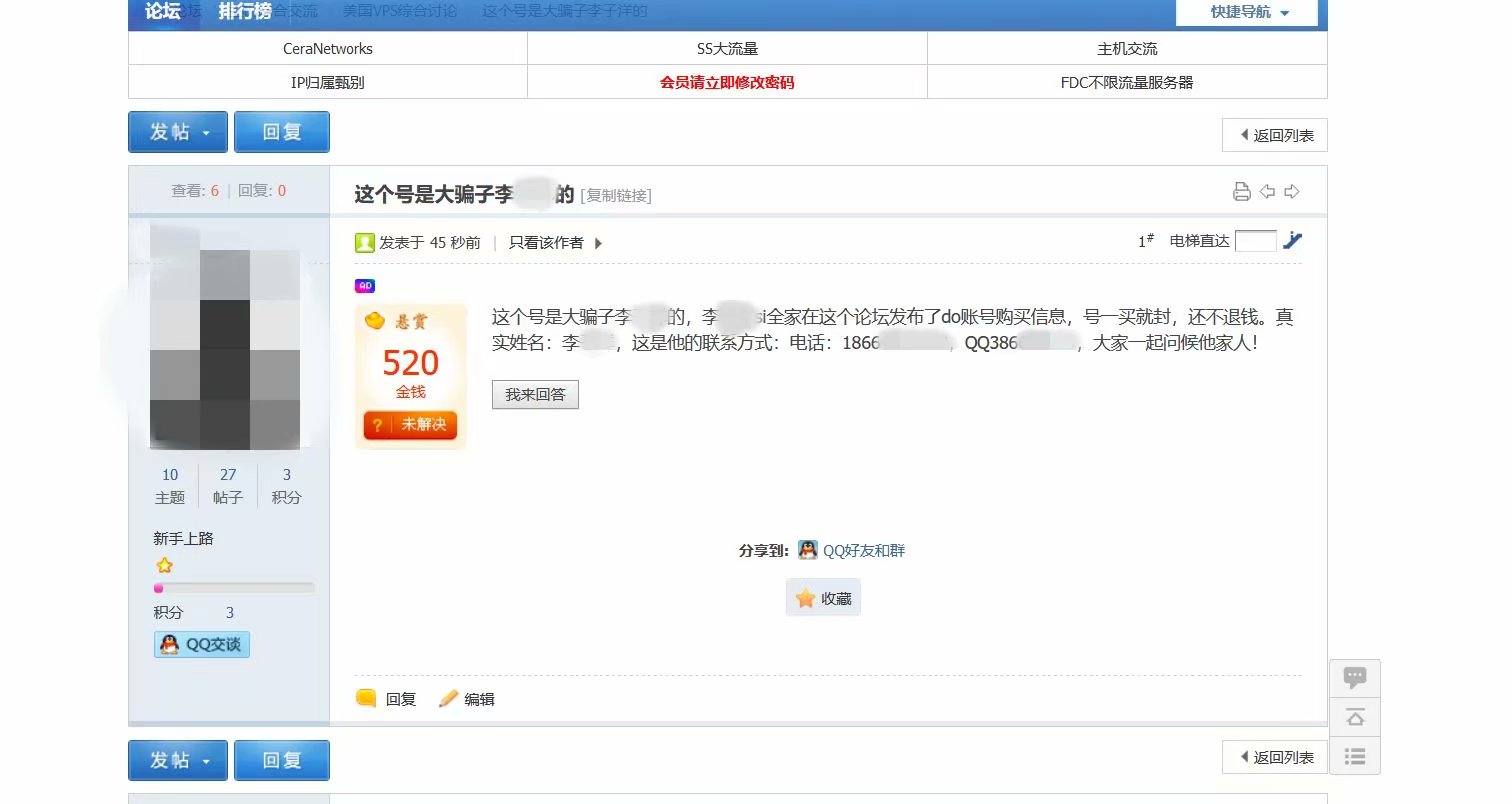 论坛 排行榜 合交流 美国VPS综合讨论 这个号是大骗子李 的
快捷导航
CeraNetworks SS大流量 主机交流
IP归属甄别 会员请立即修改密码 FDC不限流量服务器
发帖 回复
返回列表
查看: 6 | 回复: 0
这个号是大骗子李 的 [复制链接]
发表于 45 秒前 | 只看该作者
1# 电梯直达
AD
悬赏
520
金钱
? 未解决
这个号是大骗子李 的，李 si全家在这个论坛发布了do账号购买信息，号一买就封，还不退钱。真
实姓名：李 ，这是他的联系方式：电话：1866 ，QQ386 ，大家一起问候他家人！
我来回答
10 27 3
主题 帖子 积分
新手上路
积分 3
QQ交谈
分享到: QQ好友和群
收藏
回复 编辑
发帖 回复
返回列表